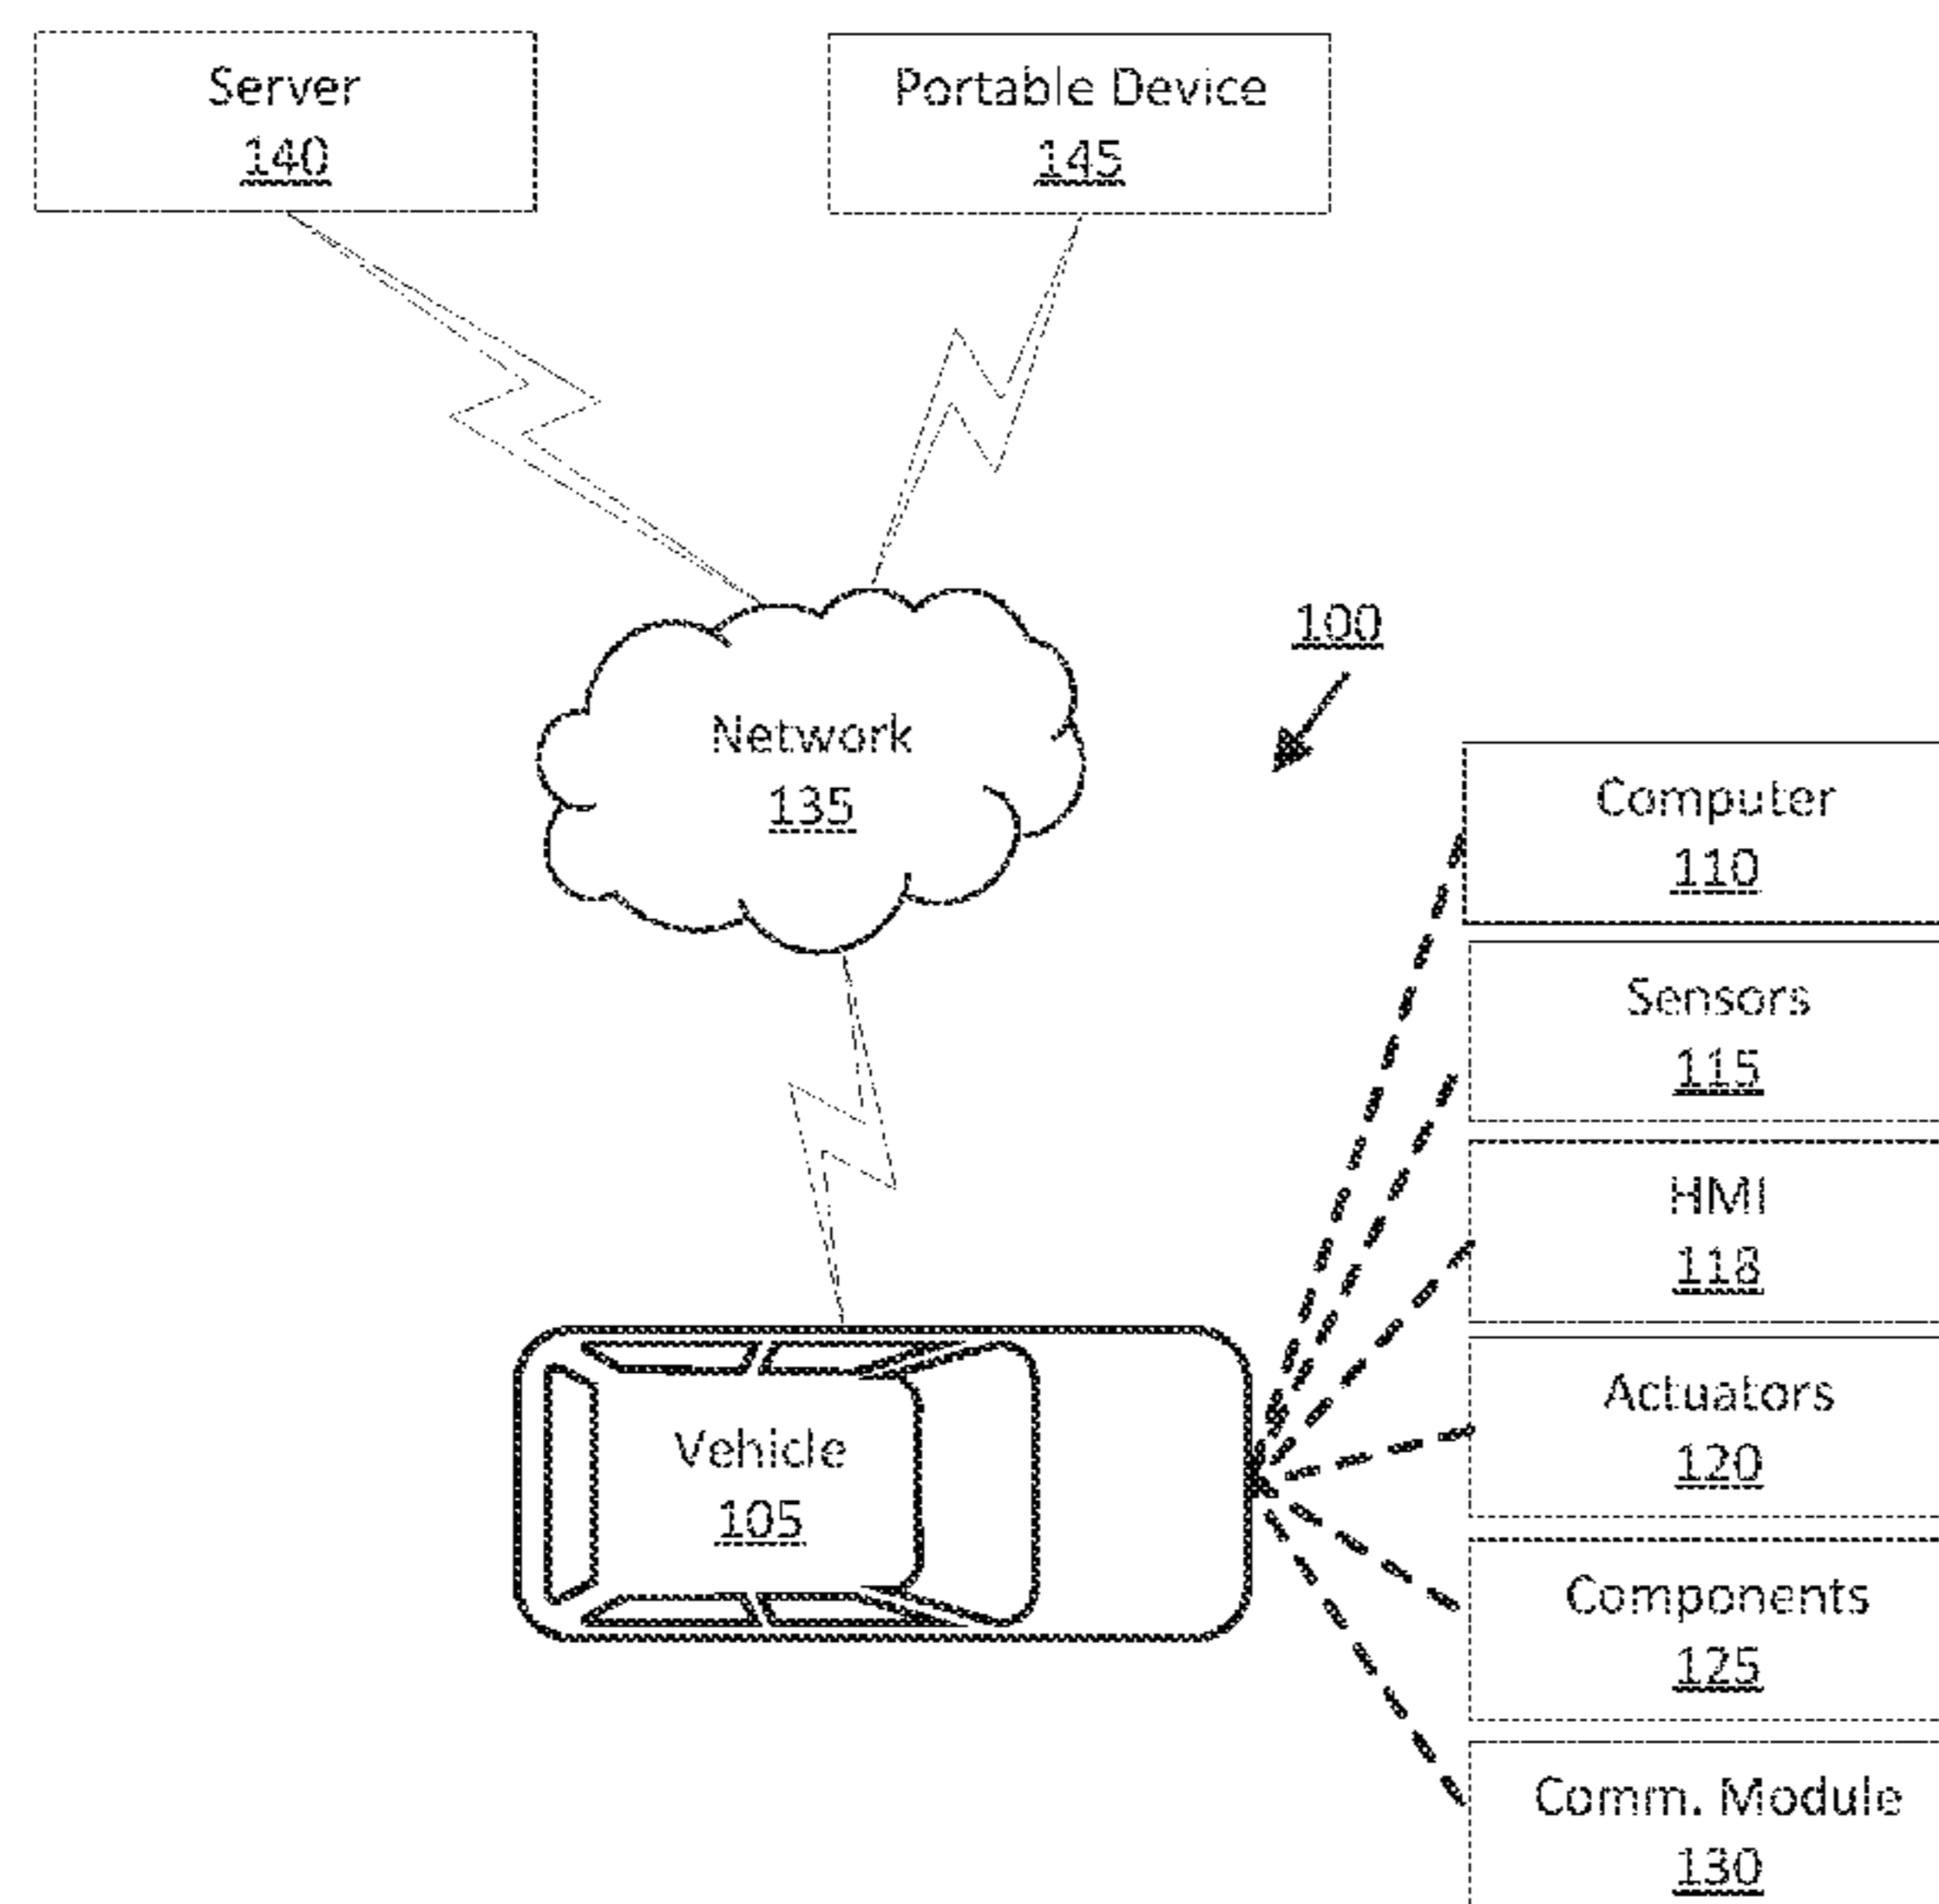 Server
140
Portable Device
145
Network
135
100
Computer
110
Sensors
115
HMI
118
Actuators
120
Vehicle
105
Components
125
Comm. Module
130